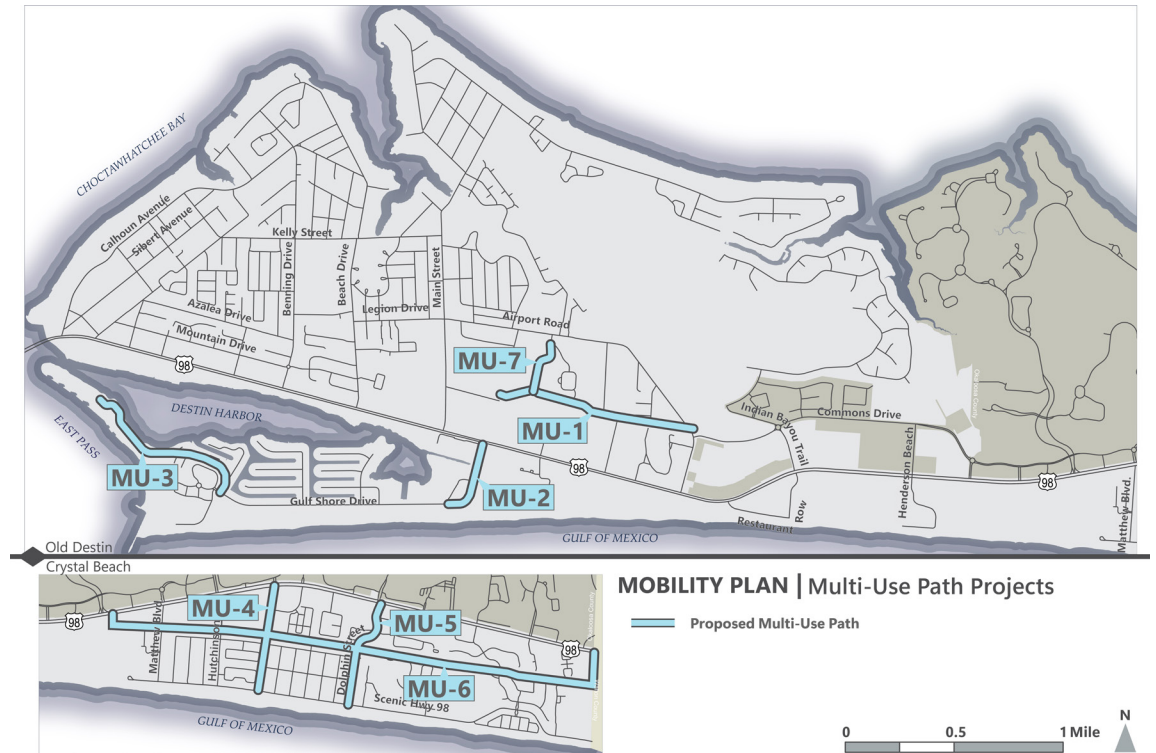 CHOCTAWHATCHEE BAY
Calhoun Avenue
Sibert Avenue
Kelly Street
Benning Drive
Beach Drive
Main Street
Azalea Drive
Legion Drive
Airport Road
Mountain Drive
98
MU-7
DESTIN HARBOR
EAST PASS
MU-1
Indian Bayou Trail
Commons Drive
Henderson Beach
MU-3
MU-2
98
98
Gulf Shore Drive
Restaurant Row
Matthew Blvd.
GULF OF MEXICO
Old Destin
Crystal Beach
MOBILITY PLAN | Multi-Use Path Projects
Proposed Multi-Use Path
98
MU-4
MU-5
Matthew Blvd
Hutchinson
Dolphin Street
98
MU-6
Scenic Hwy 98
GULF OF MEXICO
0 0.5 1 Mile
N